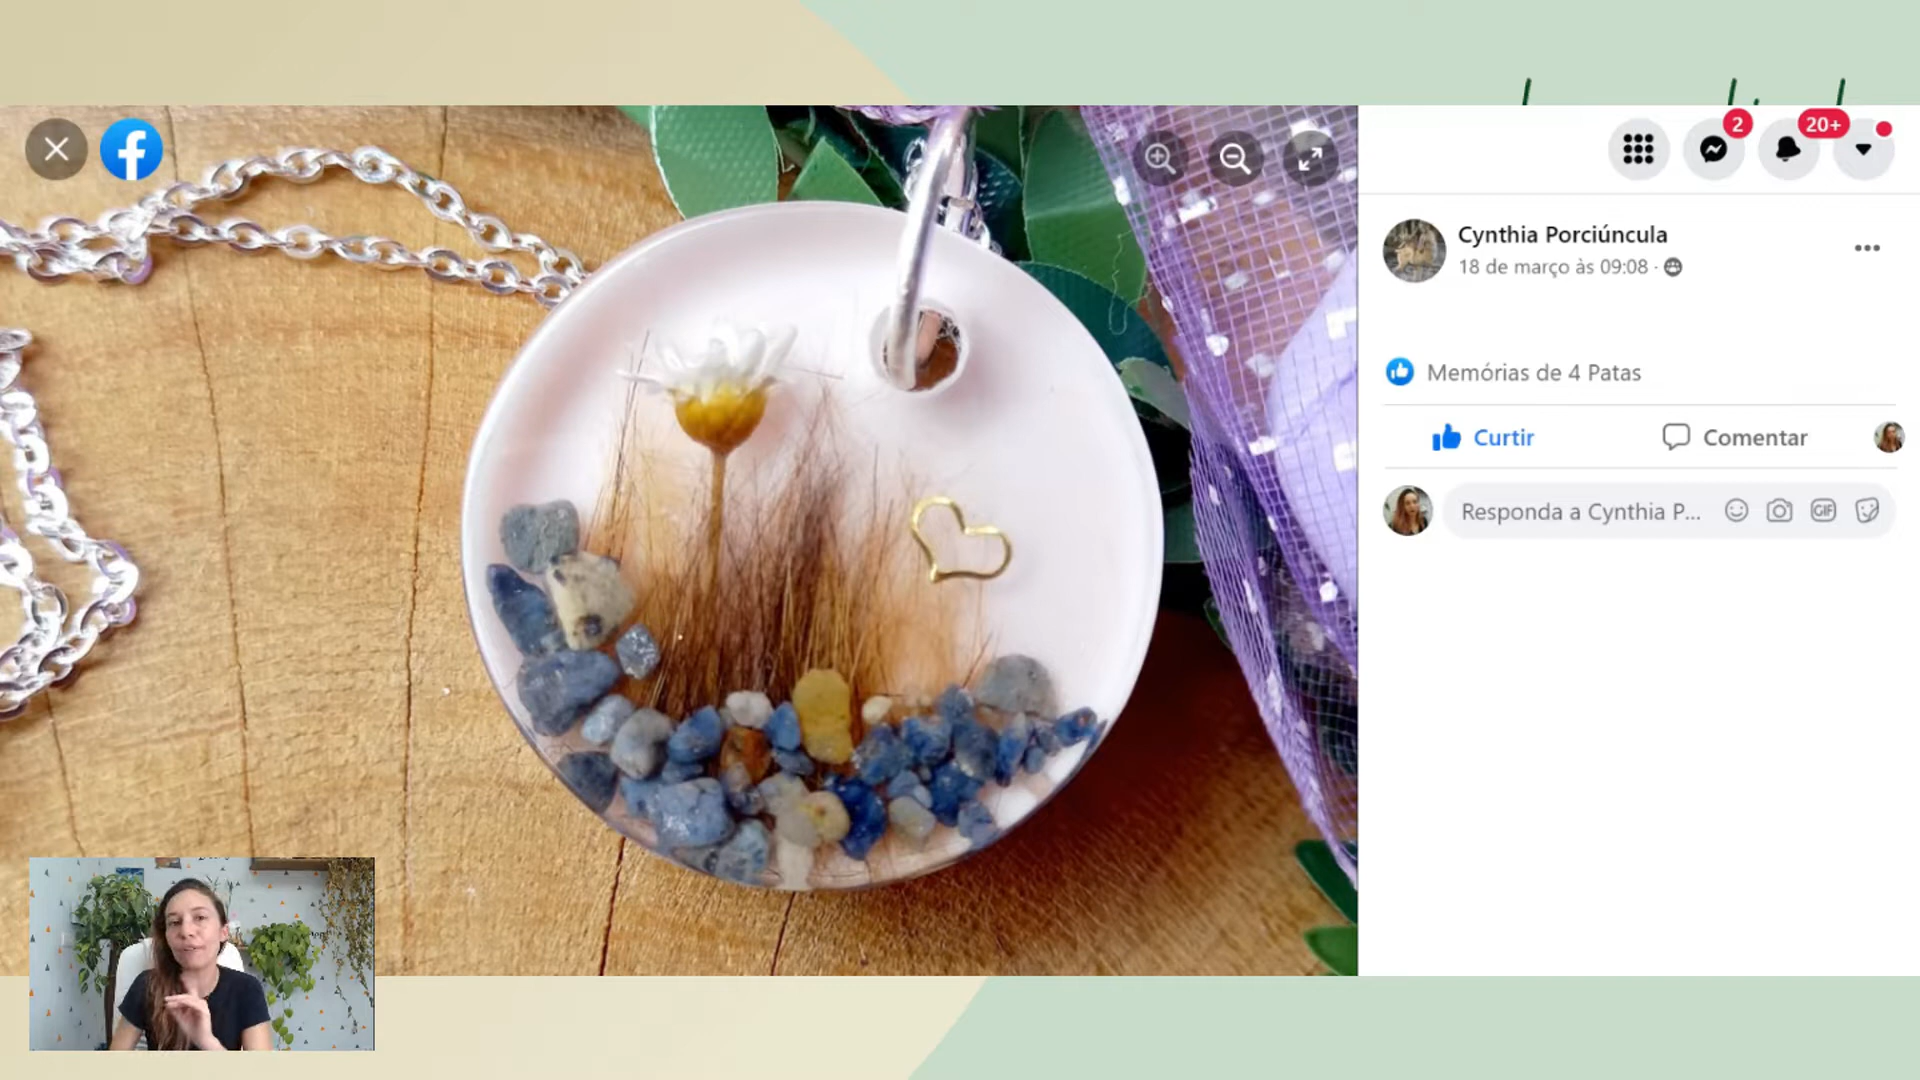 2
20+
Cynthia Porciúncula
18 de março às 09:08 ·
Memórias de 4 Patas
Curtir
Comentar
Responda a Cynthia P...
GIF